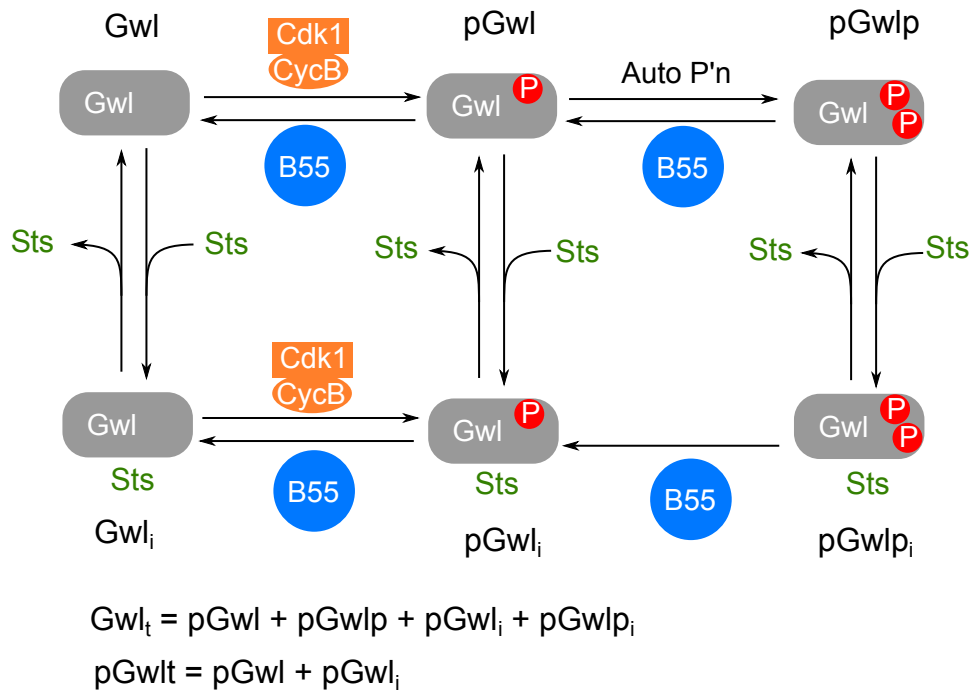 Gwl pGwl pGwlp
Cdk1
CycB
Auto P'n
Gwl Gwl P Gwl P P
B55 B55
Sts Sts Sts Sts Sts Sts
Cdk1
CycB
Gwl Gwl P Gwl P P
Sts B55 Sts B55 Sts
Gwlᵢ pGwlᵢ pGwlpᵢ
Gwlₜ = pGwl + pGwlp + pGwlᵢ + pGwlpᵢ
pGwlt = pGwl + pGwlᵢ